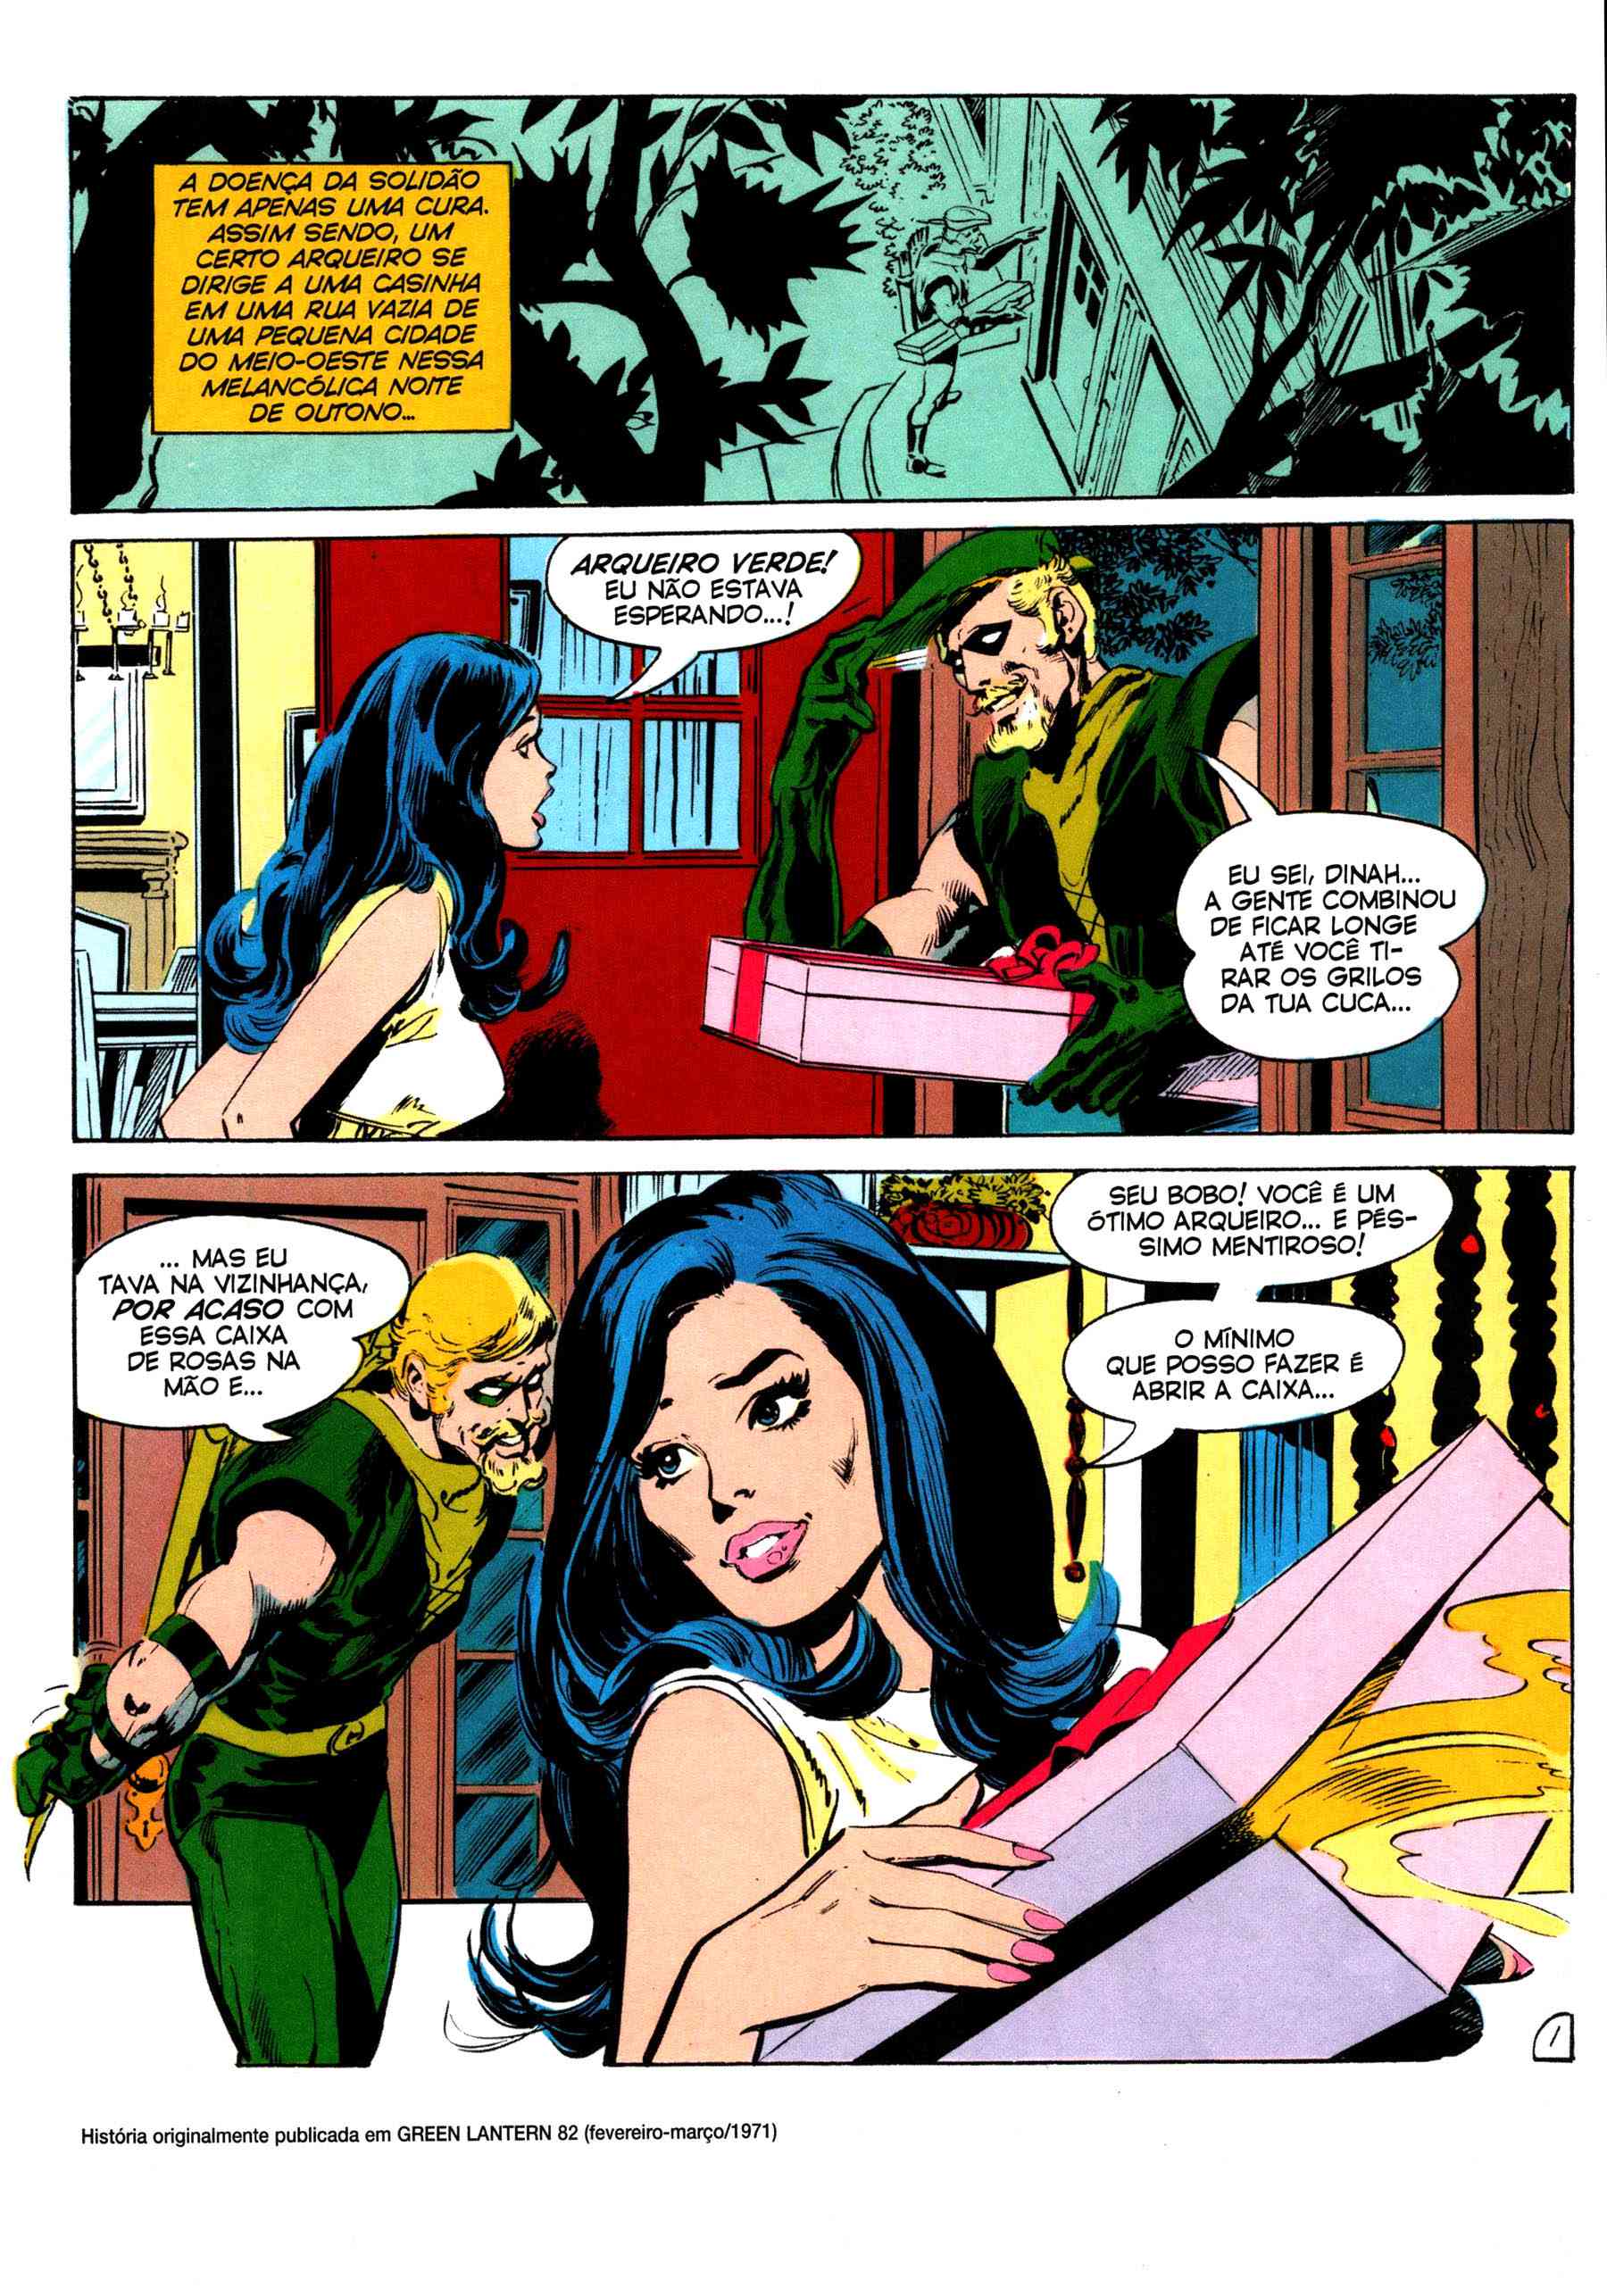 A DOENÇA DA SOLIDÃO
TEM APENAS UMA CURA.
ASSIM SENDO, UM
CERTO ARQUEIRO SE
DIRIGE A UMA CASINHA
EM UMA RUA VAZIA DE
UMA PEQUENA CIDADE
DO MEIO-OESTE NESSA
MELANCÓLICA NOITE
DE OUTONO...
ARQUEIRO VERDE!
EU NÃO ESTAVA
ESPERANDO...!
EU SEI, DINAH...
A GENTE COMBINOU
DE FICAR LONGE
ATÉ VOCÊ TI-
RAR OS GRILOS
DA TUA CUCA...
... MAS EU
TAVA NA VIZINHANÇA,
POR ACASO COM
ESSA CAIXA
DE ROSAS NA
MÃO E...
SEU BOBO! VOCÊ É UM
ÓTIMO ARQUEIRO... E PÉS-
SIMO MENTIROSO!
O MÍNIMO
QUE POSSO FAZER É
ABRIR A CAIXA...
1
História originalmente publicada em GREEN LANTERN 82 (fevereiro-março/1971)